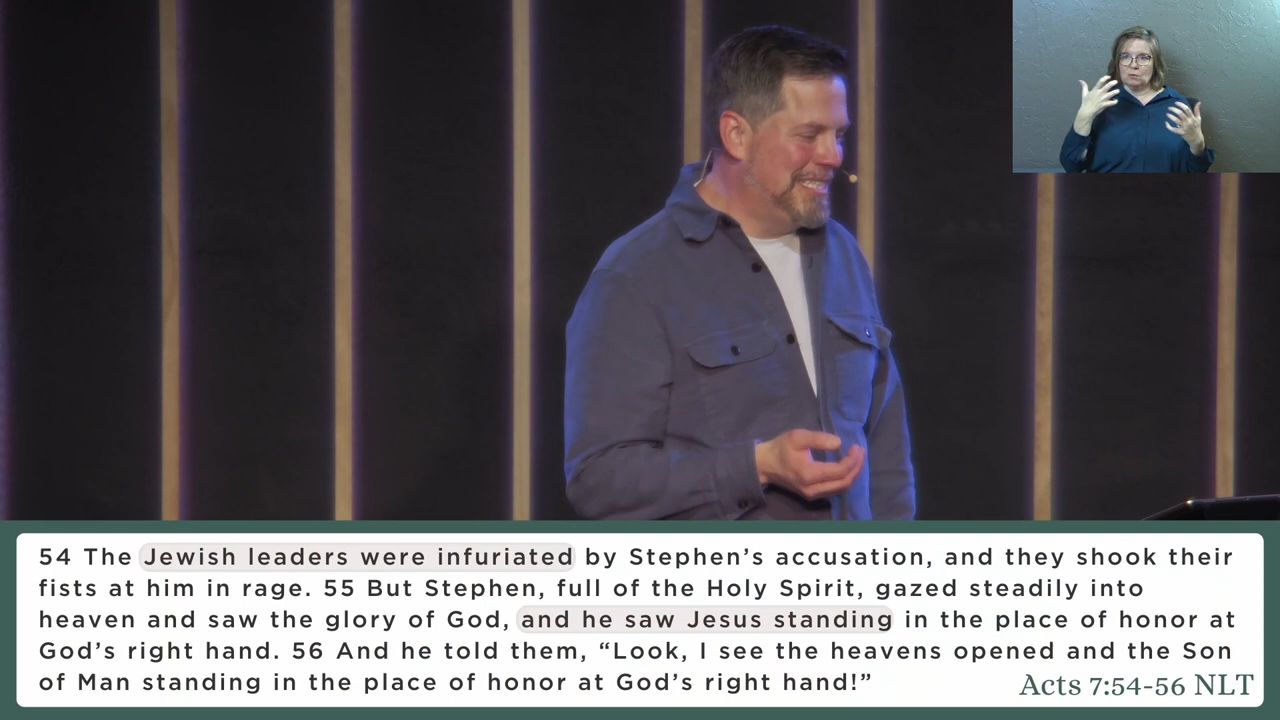 54 The Jewish leaders were infuriated by Stephen’s accusation, and they shook their
fists at him in rage. 55 But Stephen, full of the Holy Spirit, gazed steadily into
heaven and saw the glory of God, and he saw Jesus standing in the place of honor at
God’s right hand. 56 And he told them, “Look, I see the heavens opened and the Son
of Man standing in the place of honor at God’s right hand!”
Acts 7:54-56 NLT